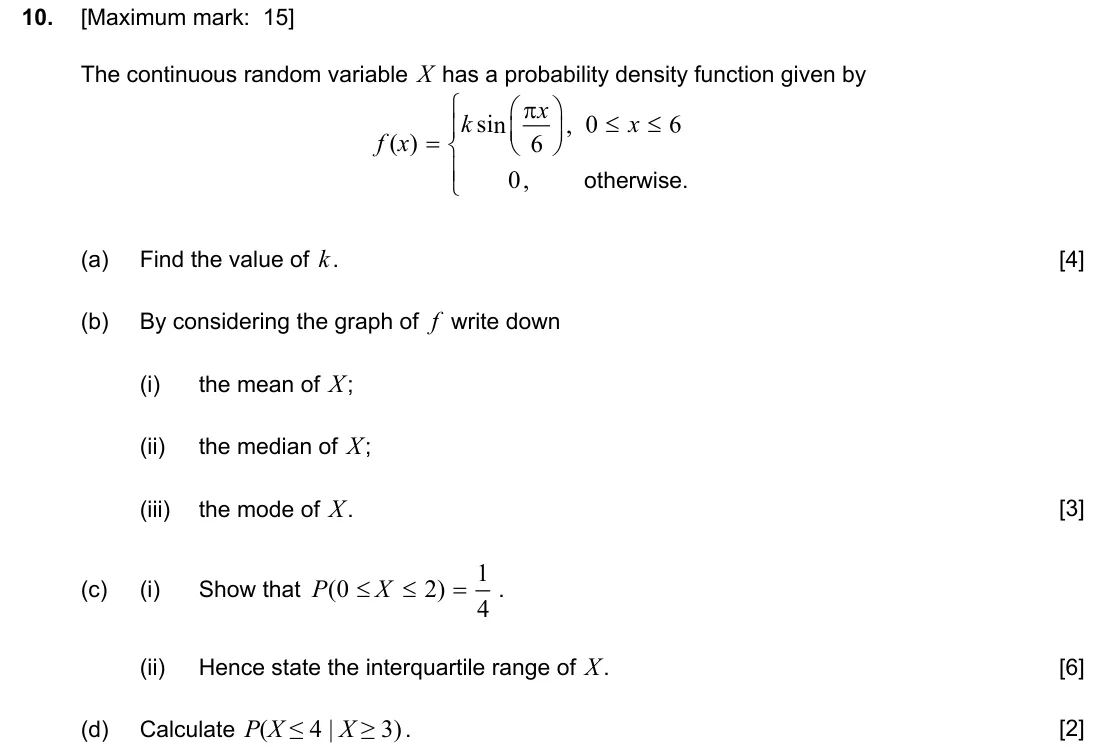 10. [Maximum mark: 15]
The continuous random variable X has a probability density function given by
f(x) = { k sin(πx/6), 0 ≤ x ≤ 6
0, otherwise.
(a) Find the value of k. [4]
(b) By considering the graph of f write down
(i) the mean of X;
(ii) the median of X;
(iii) the mode of X. [3]
(c) (i) Show that P(0 ≤ X ≤ 2) = 1/4 .
(ii) Hence state the interquartile range of X. [6]
(d) Calculate P(X ≤ 4 | X ≥ 3). [2]